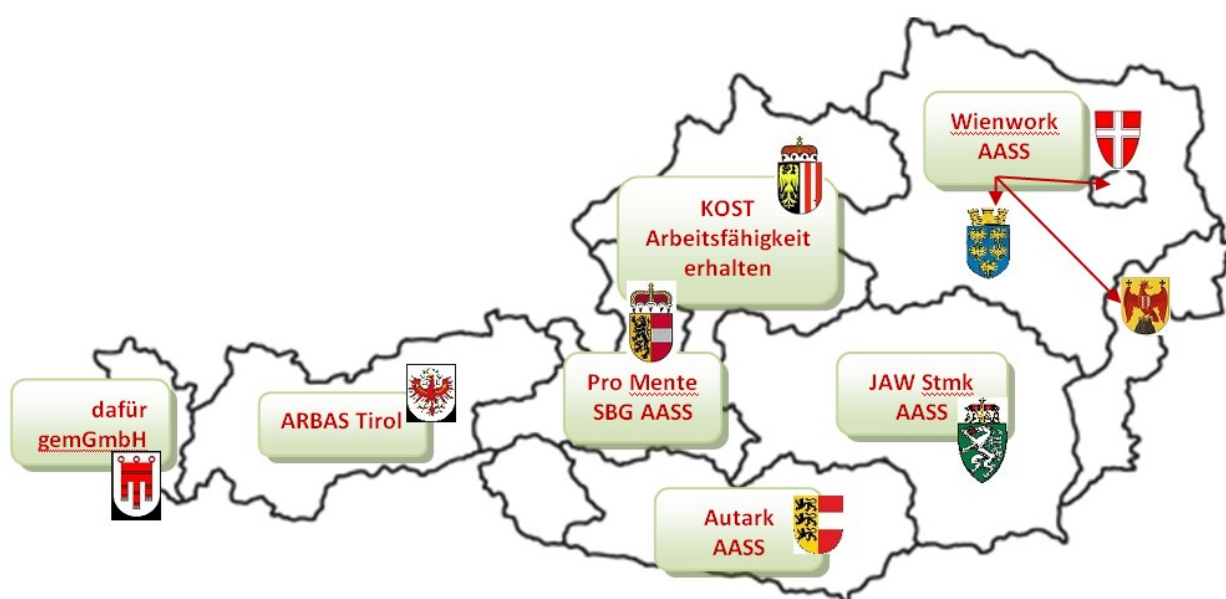 Wienwork
AASS
KOST
Arbeitsfähigkeit
erhalten
dafür
gemGmbH
ARBAS Tirol
Pro Mente
SBG AASS
JAW Stmk
AASS
Autark
AASS